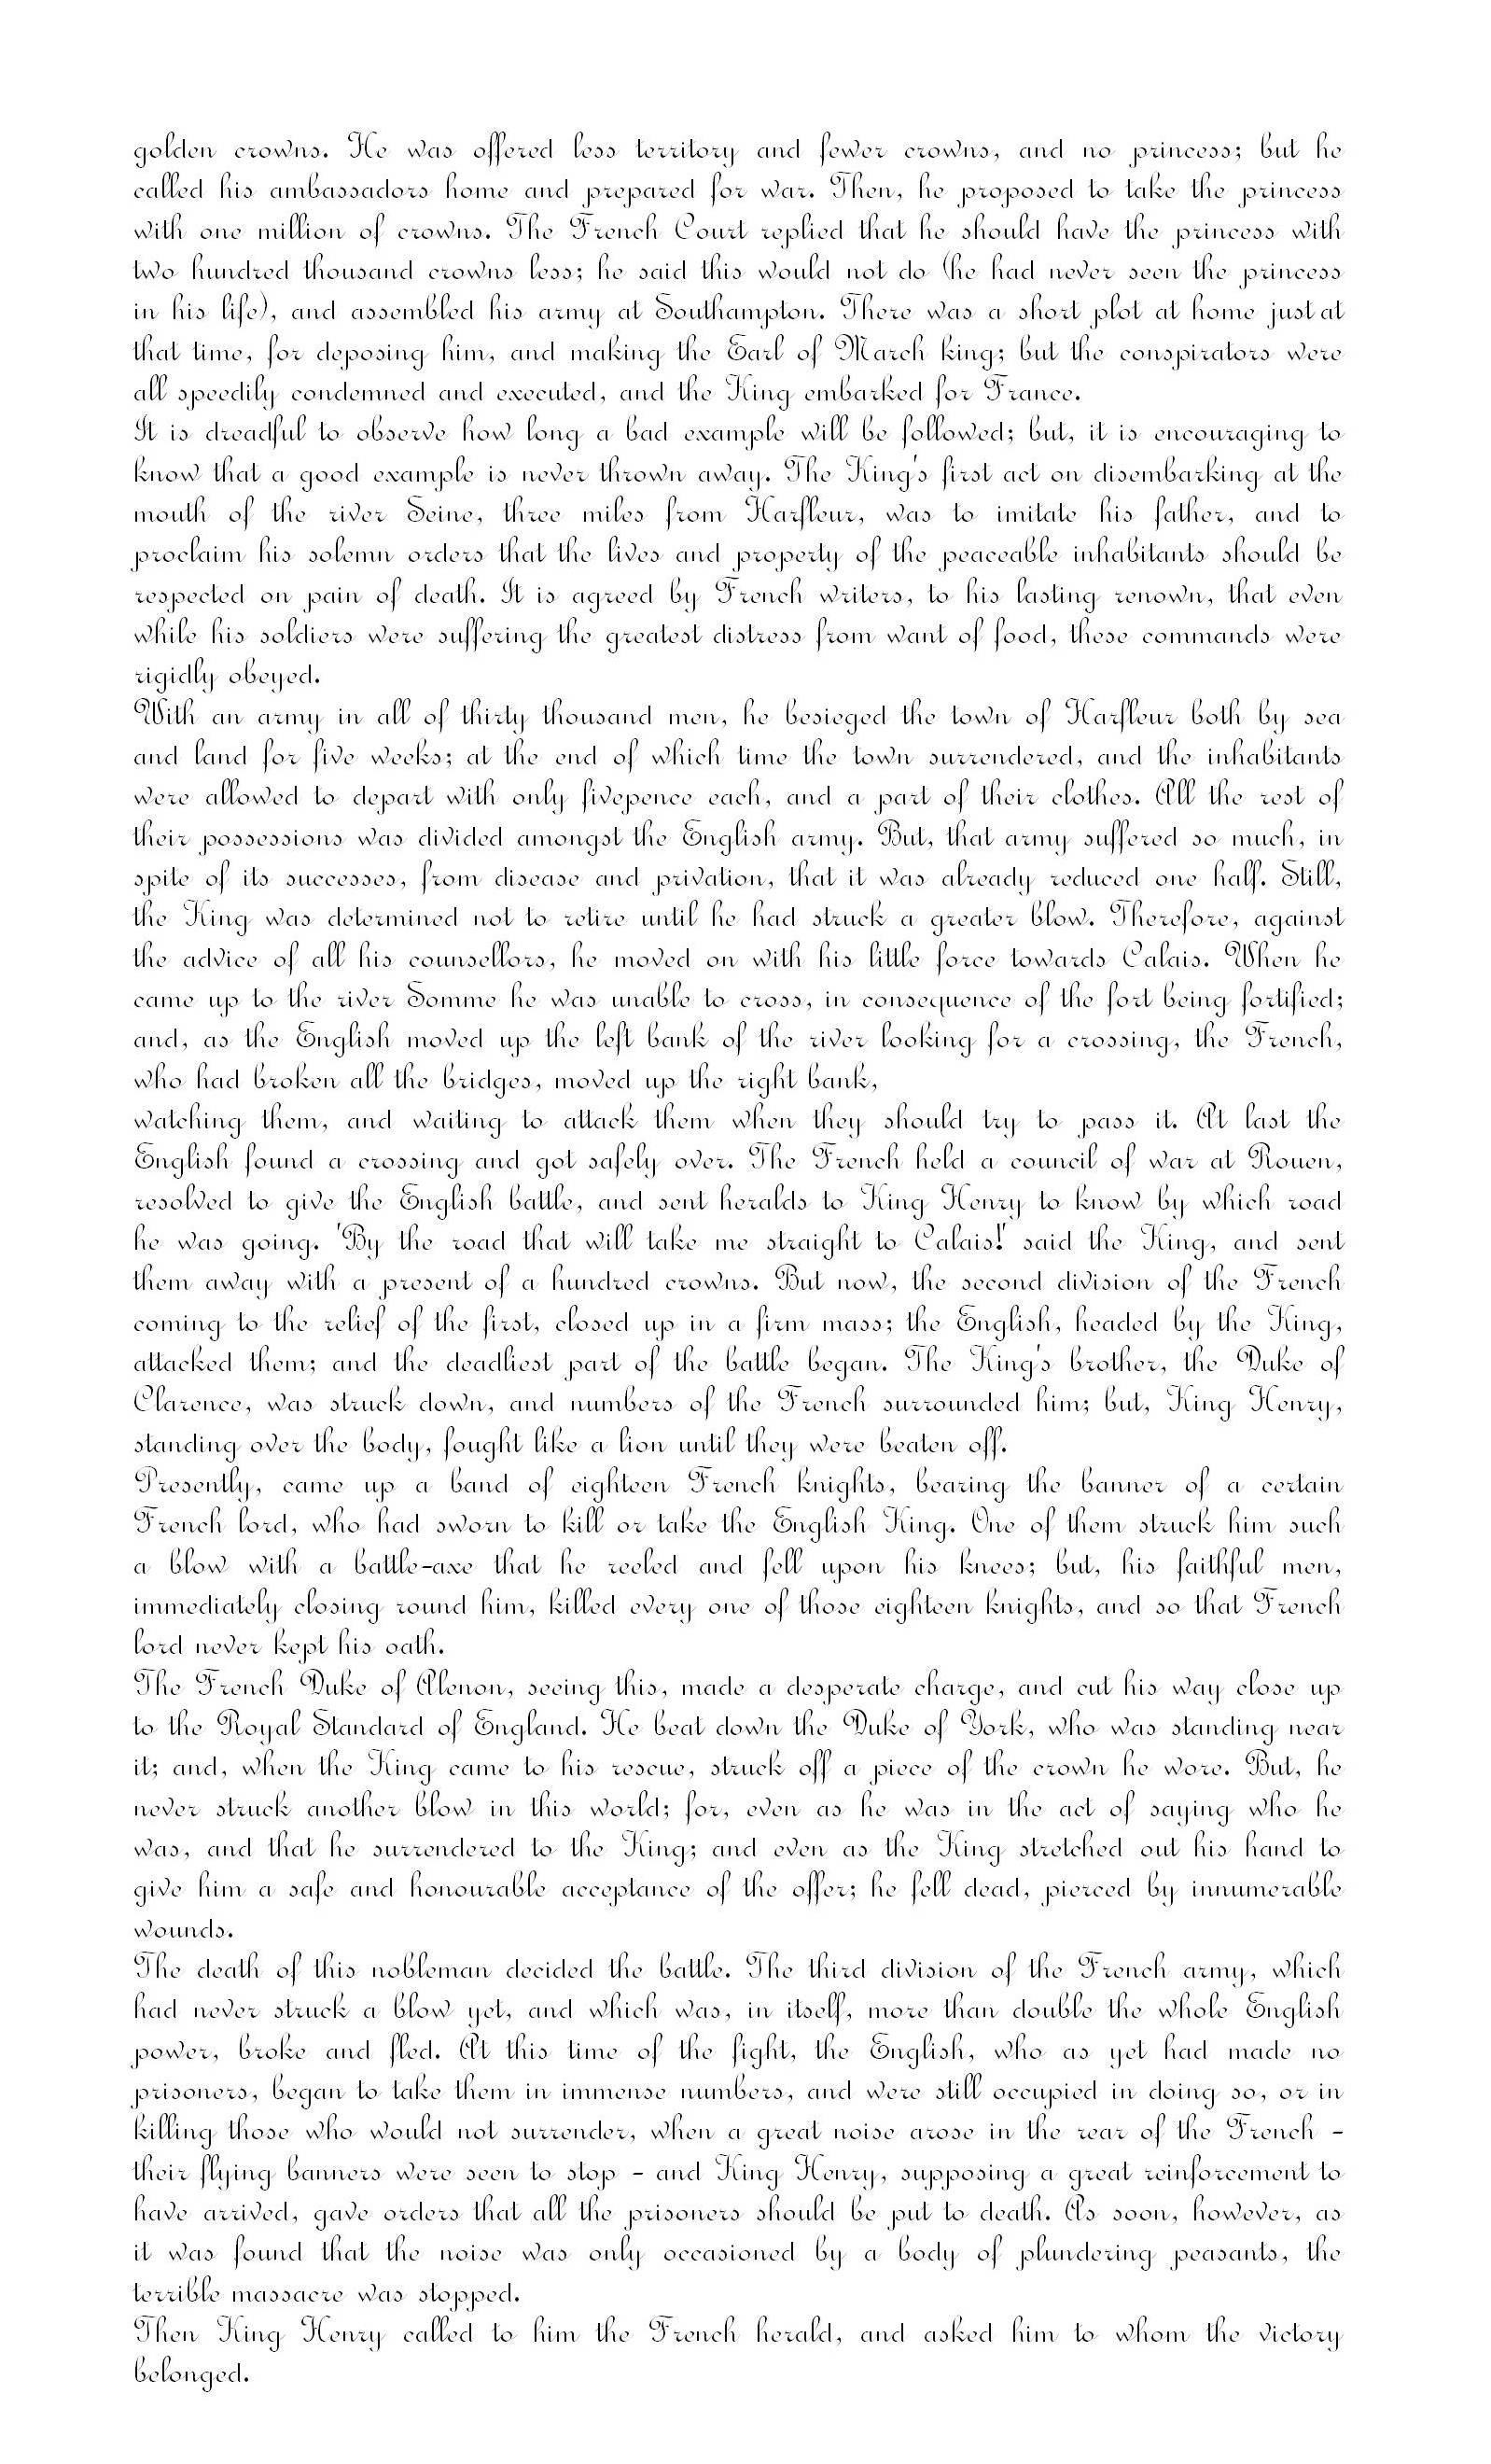 golden crowns. He was offered less territory and fewer crowns, and no princess; but he
called his ambassadors home and prepared for war. Then, he proposed to take the princess
with one million of crowns. The French Court replied that he should have the princess with
two hundred thousand crowns less; he said this would not do (he had never seen the princess
in his life), and assembled his army at Southampton. There was a short plot at home just at
that time, for deposing him, and making the Earl of March king; but the conspirators were
all speedily condemned and executed, and the King embarked for France.
It is dreadful to observe how long a bad example will be followed; but, it is encouraging to
know that a good example is never thrown away. The King's first act on disembarking at the
mouth of the river Seine, three miles from Harfleur, was to imitate his father, and to
proclaim his solemn orders that the lives and property of the peaceable inhabitants should be
respected on pain of death. It is agreed by French writers, to his lasting renown, that even
while his soldiers were suffering the greatest distress from want of food, these commands were
rigidly obeyed.
With an army in all of thirty thousand men, he besieged the town of Harfleur both by sea
and land for five weeks; at the end of which time the town surrendered, and the inhabitants
were allowed to depart with only fivepence each, and a part of their clothes. All the rest of
their possessions was divided amongst the English army. But, that army suffered so much, in
spite of its successes, from disease and privation, that it was already reduced one half. Still,
the King was determined not to retire until he had struck a greater blow. Therefore, against
the advice of all his counsellors, he moved on with his little force towards Calais. When he
came up to the river Somme he was unable to cross, in consequence of the fort being fortified;
and, as the English moved up the left bank of the river looking for a crossing, the French,
who had broken all the bridges, moved up the right bank,
watching them, and waiting to attack them when they should try to pass it. At last the
English found a crossing and got safely over. The French held a council of war at Rouen,
resolved to give the English battle, and sent heralds to King Henry to know by which road
he was going. 'By the road that will take me straight to Calais!' said the King, and sent
them away with a present of a hundred crowns. But now, the second division of the French
coming to the relief of the first, closed up in a firm mass; the English, headed by the King,
attacked them; and the deadliest part of the battle began. The King's brother, the Duke of
Clarence, was struck down, and numbers of the French surrounded him; but, King Henry,
standing over the body, fought like a lion until they were beaten off.
Presently, came up a band of eighteen French knights, bearing the banner of a certain
French lord, who had sworn to kill or take the English King. One of them struck him such
a blow with a battle-axe that he reeled and fell upon his knees; but, his faithful men,
immediately closing round him, killed every one of those eighteen knights, and so that French
lord never kept his oath.
The French Duke of Alenon, seeing this, made a desperate charge, and cut his way close up
to the Royal Standard of England. He beat down the Duke of York, who was standing near
it; and, when the King came to his rescue, struck off a piece of the crown he wore. But, he
never struck another blow in this world; for, even as he was in the act of saying who he
was, and that he surrendered to the King; and even as the King stretched out his hand to
give him a safe and honourable acceptance of the offer; he fell dead, pierced by innumerable
wounds.
The death of this nobleman decided the battle. The third division of the French army, which
had never struck a blow yet, and which was, in itself, more than double the whole English
power, broke and fled. At this time of the fight, the English, who as yet had made no
prisoners, began to take them in immense numbers, and were still occupied in doing so, or in
killing those who would not surrender, when a great noise arose in the rear of the French -
their flying banners were seen to stop - and King Henry, supposing a great reinforcement to
have arrived, gave orders that all the prisoners should be put to death. As soon, however, as
it was found that the noise was only occasioned by a body of plundering peasants, the
terrible massacre was stopped.
Then King Henry called to him the French herald, and asked him to whom the victory
belonged.